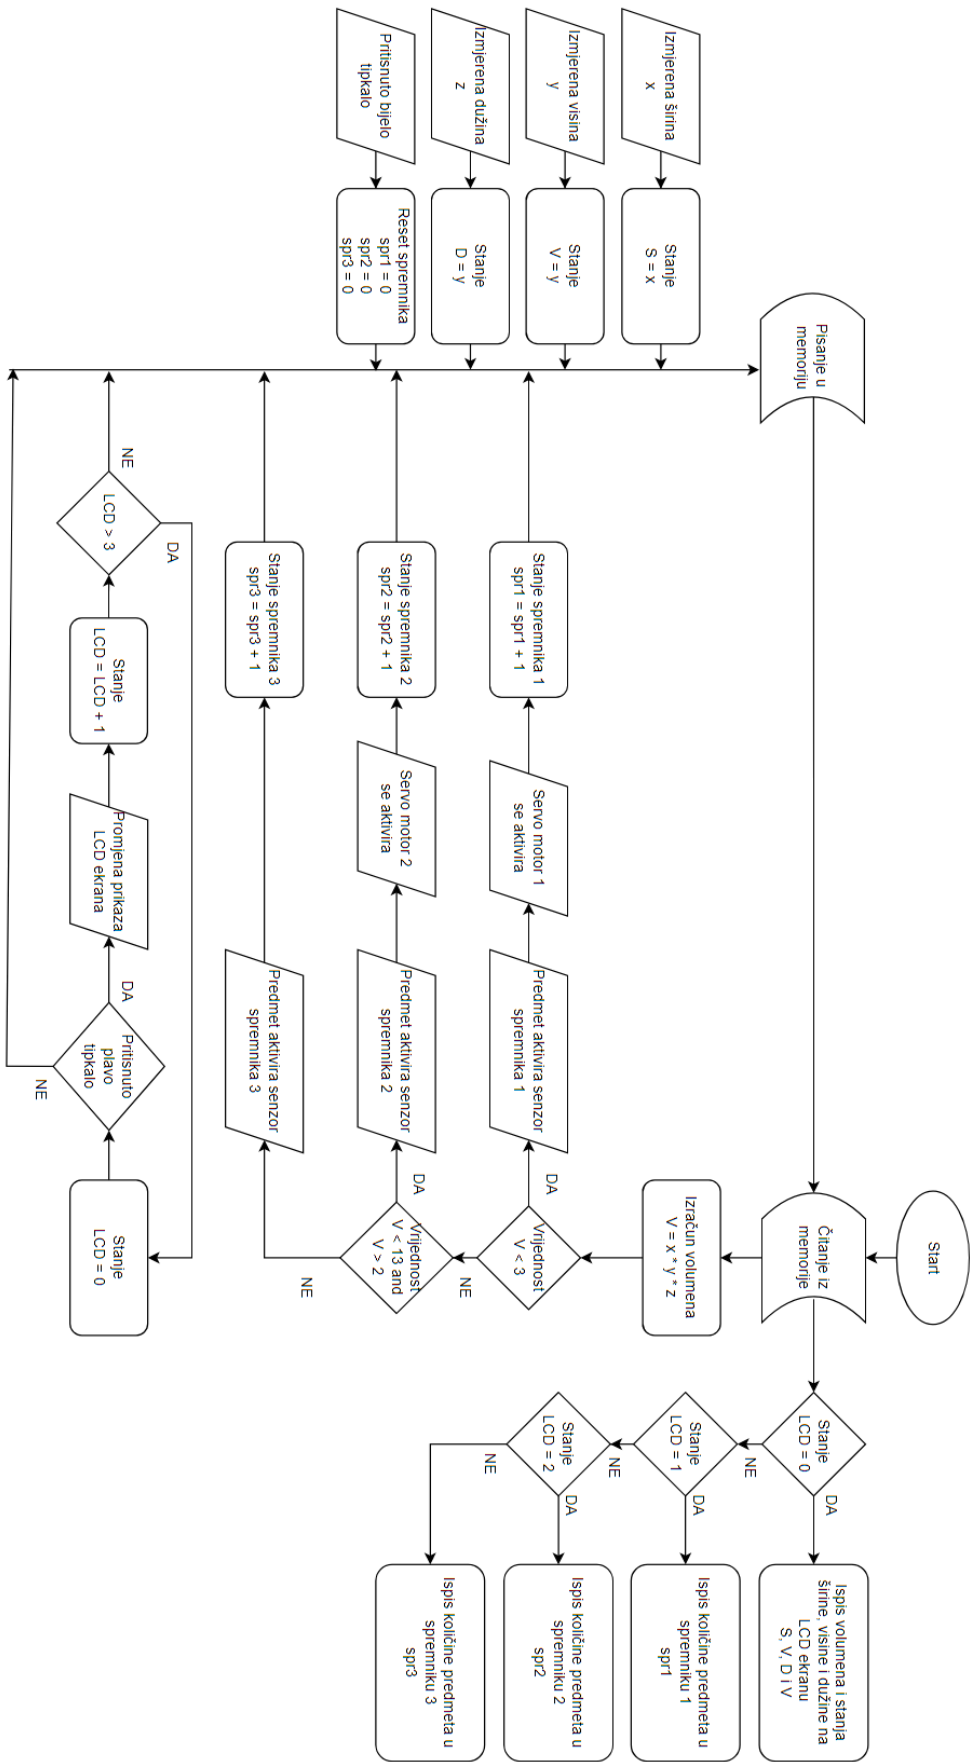 Start
Čitanje iz
memorije
Pisanje u
memoriju
Izmjerena širina
x
Stanje
S = x
Izmjerena visina
y
Stanje
V = y
Izmjerena dužina
z
Stanje
D = y
Pritisnuto bijelo
tipkalo
Reset spremnika
spr1 = 0
spr2 = 0
spr3 = 0
Izračun volumena
V = x * y * z
Vrijednost
V < 3
DA
NE
Predmet aktivira senzor
spremnika 1
Servo motor 1
se aktivira
Stanje spremnika 1
spr1 = spr1 + 1
Vrijednost
V < 13 and
V > 2
DA
NE
Predmet aktivira senzor
spremnika 2
Servo motor 2
se aktivira
Stanje spremnika 2
spr2 = spr2 + 1
Predmet aktivira senzor
spremnika 3
Stanje spremnika 3
spr3 = spr3 + 1
Stanje
LCD = 0
Pritisnuto
plavo
tipkalo
DA
NE
Promjena prikaza
LCD ekrana
Stanje
LCD = LCD + 1
LCD > 3
DA
NE
Stanje
LCD = 0
DA
NE
Ispis volumena i stanja
širine, visine i dužine na
LCD ekranu
S, V, D i V
Stanje
LCD = 1
DA
NE
Ispis količine predmeta u
spremniku 1
spr1
Stanje
LCD = 2
DA
NE
Ispis količine predmeta u
spremniku 2
spr2
Ispis količine predmeta u
spremniku 3
spr3